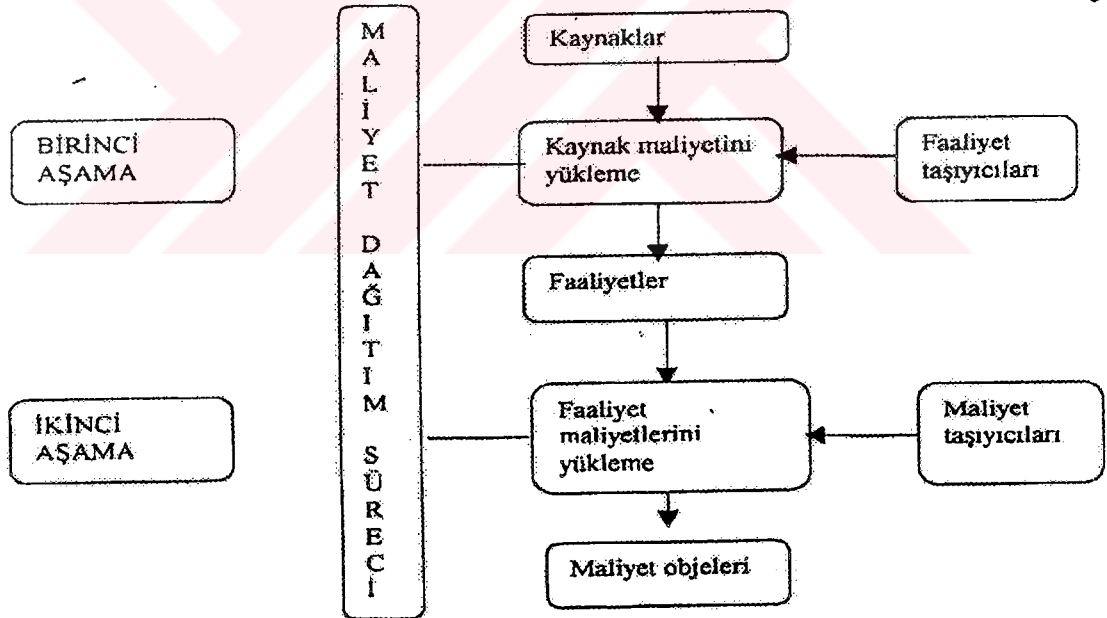 MALİYET DAĞITIM SÜRECİ
Kaynaklar
BİRİNCİ
AŞAMA
Kaynak maliyetini
yükleme
Faaliyet
taşıyıcıları
Faaliyetler
İKİNCİ
AŞAMA
Faaliyet
maliyetlerini
yükleme
Maliyet
taşıyıcıları
Maliyet objeleri